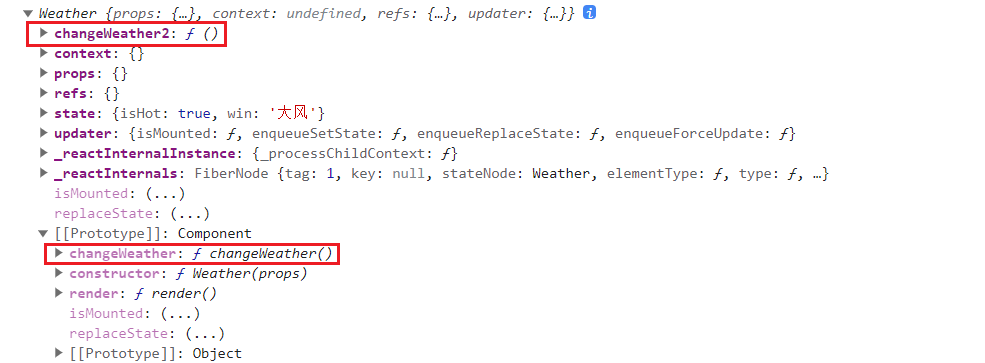 Weather {props: {…}, context: undefined, refs: {…}, updater: {…}} i
changeWeather2: ƒ ()
context: {}
props: {}
refs: {}
state: {isHot: true, win: '大风'}
updater: {isMounted: ƒ, enqueueSetState: ƒ, enqueueReplaceState: ƒ, enqueueForceUpdate: ƒ}
_reactInternalInstance: {_processChildContext: ƒ}
_reactInternals: FiberNode {tag: 1, key: null, stateNode: Weather, elementType: ƒ, type: ƒ, …}
isMounted: (...)
replaceState: (...)
[[Prototype]]: Component
changeWeather: ƒ changeWeather()
constructor: ƒ Weather(props)
render: ƒ render()
isMounted: (...)
replaceState: (...)
[[Prototype]]: Object